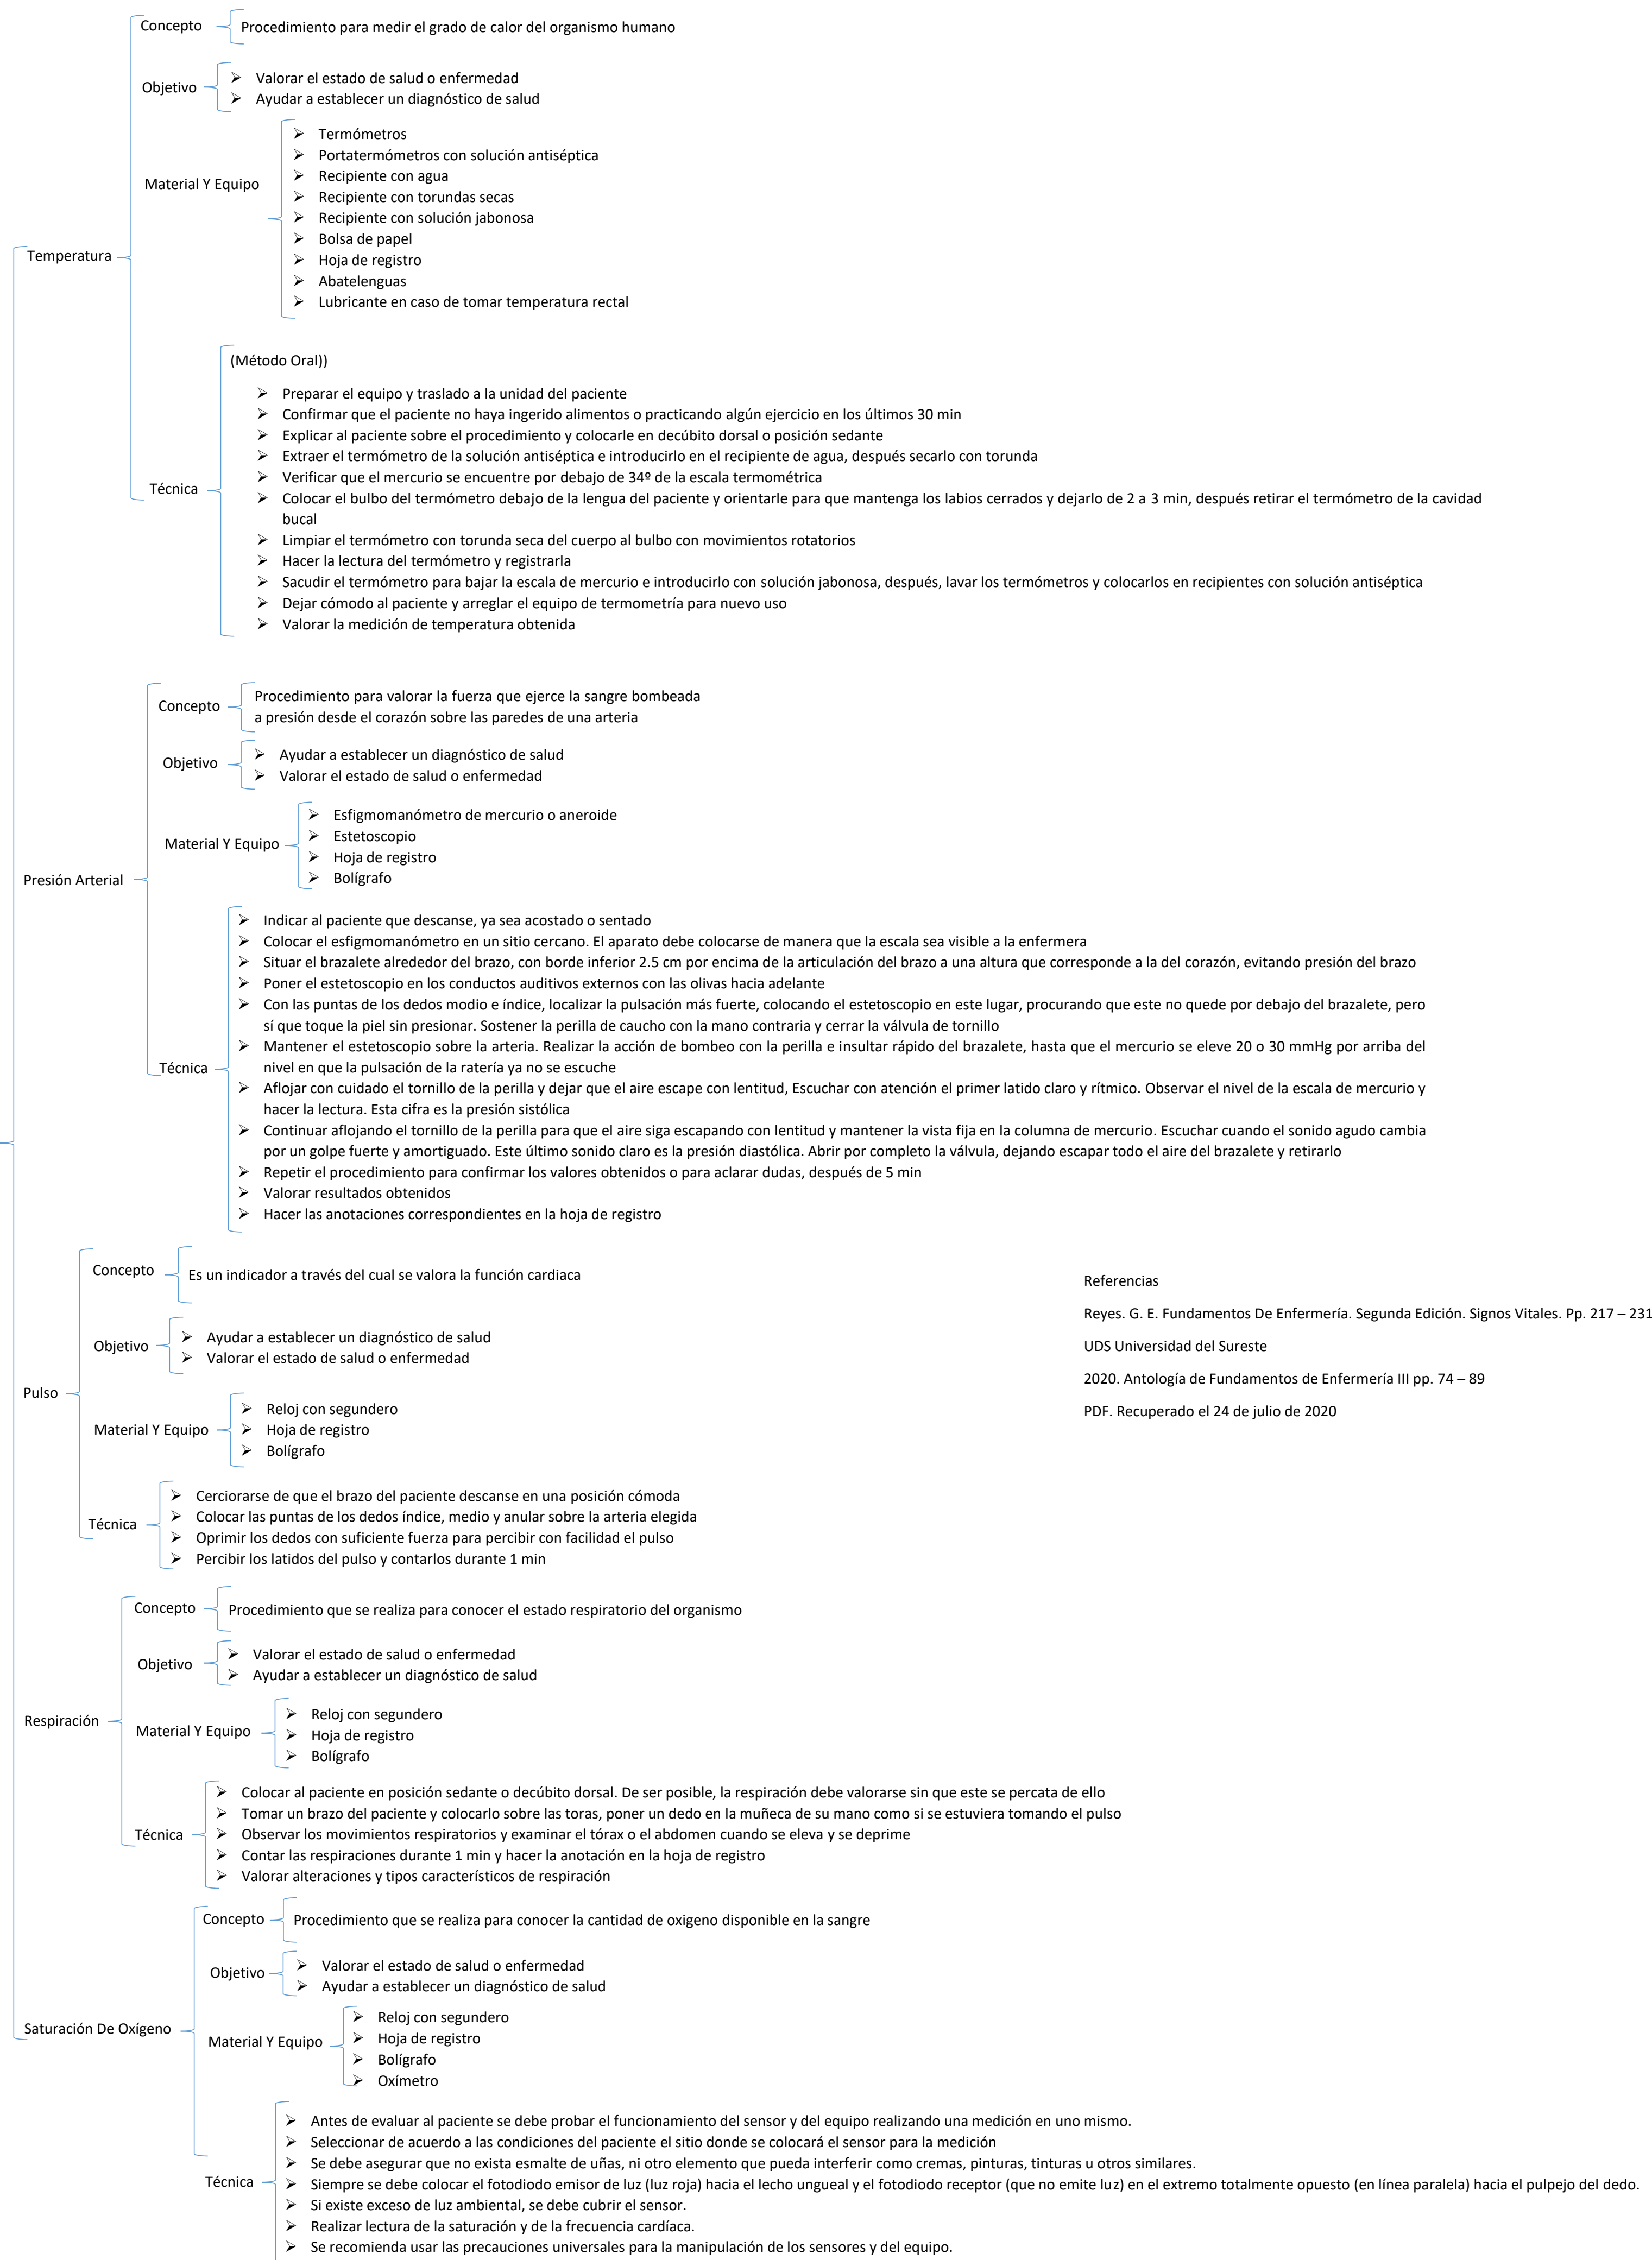 Temperatura
Concepto
Procedimiento para medir el grado de calor del organismo humano
Objetivo
➢ Valorar el estado de salud o enfermedad
➢ Ayudar a establecer un diagnóstico de salud
Material Y Equipo
➢ Termómetros
➢ Portatermómetros con solución antiséptica
➢ Recipiente con agua
➢ Recipiente con torundas secas
➢ Recipiente con solución jabonosa
➢ Bolsa de papel
➢ Hoja de registro
➢ Abatelenguas
➢ Lubricante en caso de tomar temperatura rectal
Técnica
(Método Oral))
➢ Preparar el equipo y traslado a la unidad del paciente
➢ Confirmar que el paciente no haya ingerido alimentos o practicando algún ejercicio en los últimos 30 min
➢ Explicar al paciente sobre el procedimiento y colocarle en decúbito dorsal o posición sedante
➢ Extraer el termómetro de la solución antiséptica e introducirlo en el recipiente de agua, después secarlo con torunda
➢ Verificar que el mercurio se encuentre por debajo de 34º de la escala termométrica
➢ Colocar el bulbo del termómetro debajo de la lengua del paciente y orientarle para que mantenga los labios cerrados y dejarlo de 2 a 3 min, después retirar el termómetro de la cavidad
bucal
➢ Limpiar el termómetro con torunda seca del cuerpo al bulbo con movimientos rotatorios
➢ Hacer la lectura del termómetro y registrarla
➢ Sacudir el termómetro para bajar la escala de mercurio e introducirlo con solución jabonosa, después, lavar los termómetros y colocarlos en recipientes con solución antiséptica
➢ Dejar cómodo al paciente y arreglar el equipo de termometría para nuevo uso
➢ Valorar la medición de temperatura obtenida
Presión Arterial
Concepto
Procedimiento para valorar la fuerza que ejerce la sangre bombeada
a presión desde el corazón sobre las paredes de una arteria
Objetivo
➢ Ayudar a establecer un diagnóstico de salud
➢ Valorar el estado de salud o enfermedad
Material Y Equipo
➢ Esfigmomanómetro de mercurio o aneroide
➢ Estetoscopio
➢ Hoja de registro
➢ Bolígrafo
Técnica
➢ Indicar al paciente que descanse, ya sea acostado o sentado
➢ Colocar el esfigmomanómetro en un sitio cercano. El aparato debe colocarse de manera que la escala sea visible a la enfermera
➢ Situar el brazalete alrededor del brazo, con borde inferior 2.5 cm por encima de la articulación del brazo a una altura que corresponde a la del corazón, evitando presión del brazo
➢ Poner el estetoscopio en los conductos auditivos externos con las olivas hacia adelante
➢ Con las puntas de los dedos modio e índice, localizar la pulsación más fuerte, colocando el estetoscopio en este lugar, procurando que este no quede por debajo del brazalete, pero
sí que toque la piel sin presionar. Sostener la perilla de caucho con la mano contraria y cerrar la válvula de tornillo
➢ Mantener el estetoscopio sobre la arteria. Realizar la acción de bombeo con la perilla e insultar rápido del brazalete, hasta que el mercurio se eleve 20 o 30 mmHg por arriba del
nivel en que la pulsación de la ratería ya no se escuche
➢ Aflojar con cuidado el tornillo de la perilla y dejar que el aire escape con lentitud, Escuchar con atención el primer latido claro y rítmico. Observar el nivel de la escala de mercurio y
hacer la lectura. Esta cifra es la presión sistólica
➢ Continuar aflojando el tornillo de la perilla para que el aire siga escapando con lentitud y mantener la vista fija en la columna de mercurio. Escuchar cuando el sonido agudo cambia
por un golpe fuerte y amortiguado. Este último sonido claro es la presión diastólica. Abrir por completo la válvula, dejando escapar todo el aire del brazalete y retirarlo
➢ Repetir el procedimiento para confirmar los valores obtenidos o para aclarar dudas, después de 5 min
➢ Valorar resultados obtenidos
➢ Hacer las anotaciones correspondientes en la hoja de registro
Pulso
Concepto
Es un indicador a través del cual se valora la función cardiaca
Objetivo
➢ Ayudar a establecer un diagnóstico de salud
➢ Valorar el estado de salud o enfermedad
Material Y Equipo
➢ Reloj con segundero
➢ Hoja de registro
➢ Bolígrafo
Técnica
➢ Cerciorarse de que el brazo del paciente descanse en una posición cómoda
➢ Colocar las puntas de los dedos índice, medio y anular sobre la arteria elegida
➢ Oprimir los dedos con suficiente fuerza para percibir con facilidad el pulso
➢ Percibir los latidos del pulso y contarlos durante 1 min
Referencias
Reyes. G. E. Fundamentos De Enfermería. Segunda Edición. Signos Vitales. Pp. 217 – 231
UDS Universidad del Sureste
2020. Antología de Fundamentos de Enfermería III pp. 74 – 89
PDF. Recuperado el 24 de julio de 2020
Respiración
Concepto
Procedimiento que se realiza para conocer el estado respiratorio del organismo
Objetivo
➢ Valorar el estado de salud o enfermedad
➢ Ayudar a establecer un diagnóstico de salud
Material Y Equipo
➢ Reloj con segundero
➢ Hoja de registro
➢ Bolígrafo
Técnica
➢ Colocar al paciente en posición sedante o decúbito dorsal. De ser posible, la respiración debe valorarse sin que este se percata de ello
➢ Tomar un brazo del paciente y colocarlo sobre las toras, poner un dedo en la muñeca de su mano como si se estuviera tomando el pulso
➢ Observar los movimientos respiratorios y examinar el tórax o el abdomen cuando se eleva y se deprime
➢ Contar las respiraciones durante 1 min y hacer la anotación en la hoja de registro
➢ Valorar alteraciones y tipos característicos de respiración
Saturación De Oxígeno
Concepto
Procedimiento que se realiza para conocer la cantidad de oxigeno disponible en la sangre
Objetivo
➢ Valorar el estado de salud o enfermedad
➢ Ayudar a establecer un diagnóstico de salud
Material Y Equipo
➢ Reloj con segundero
➢ Hoja de registro
➢ Bolígrafo
➢ Oxímetro
Técnica
➢ Antes de evaluar al paciente se debe probar el funcionamiento del sensor y del equipo realizando una medición en uno mismo.
➢ Seleccionar de acuerdo a las condiciones del paciente el sitio donde se colocará el sensor para la medición
➢ Se debe asegurar que no exista esmalte de uñas, ni otro elemento que pueda interferir como cremas, pinturas, tinturas u otros similares.
➢ Siempre se debe colocar el fotodiodo emisor de luz (luz roja) hacia el lecho ungueal y el fotodiodo receptor (que no emite luz) en el extremo totalmente opuesto (en línea paralela) hacia el pulpejo del dedo.
➢ Si existe exceso de luz ambiental, se debe cubrir el sensor.
➢ Realizar lectura de la saturación y de la frecuencia cardíaca.
➢ Se recomienda usar las precauciones universales para la manipulación de los sensores y del equipo.